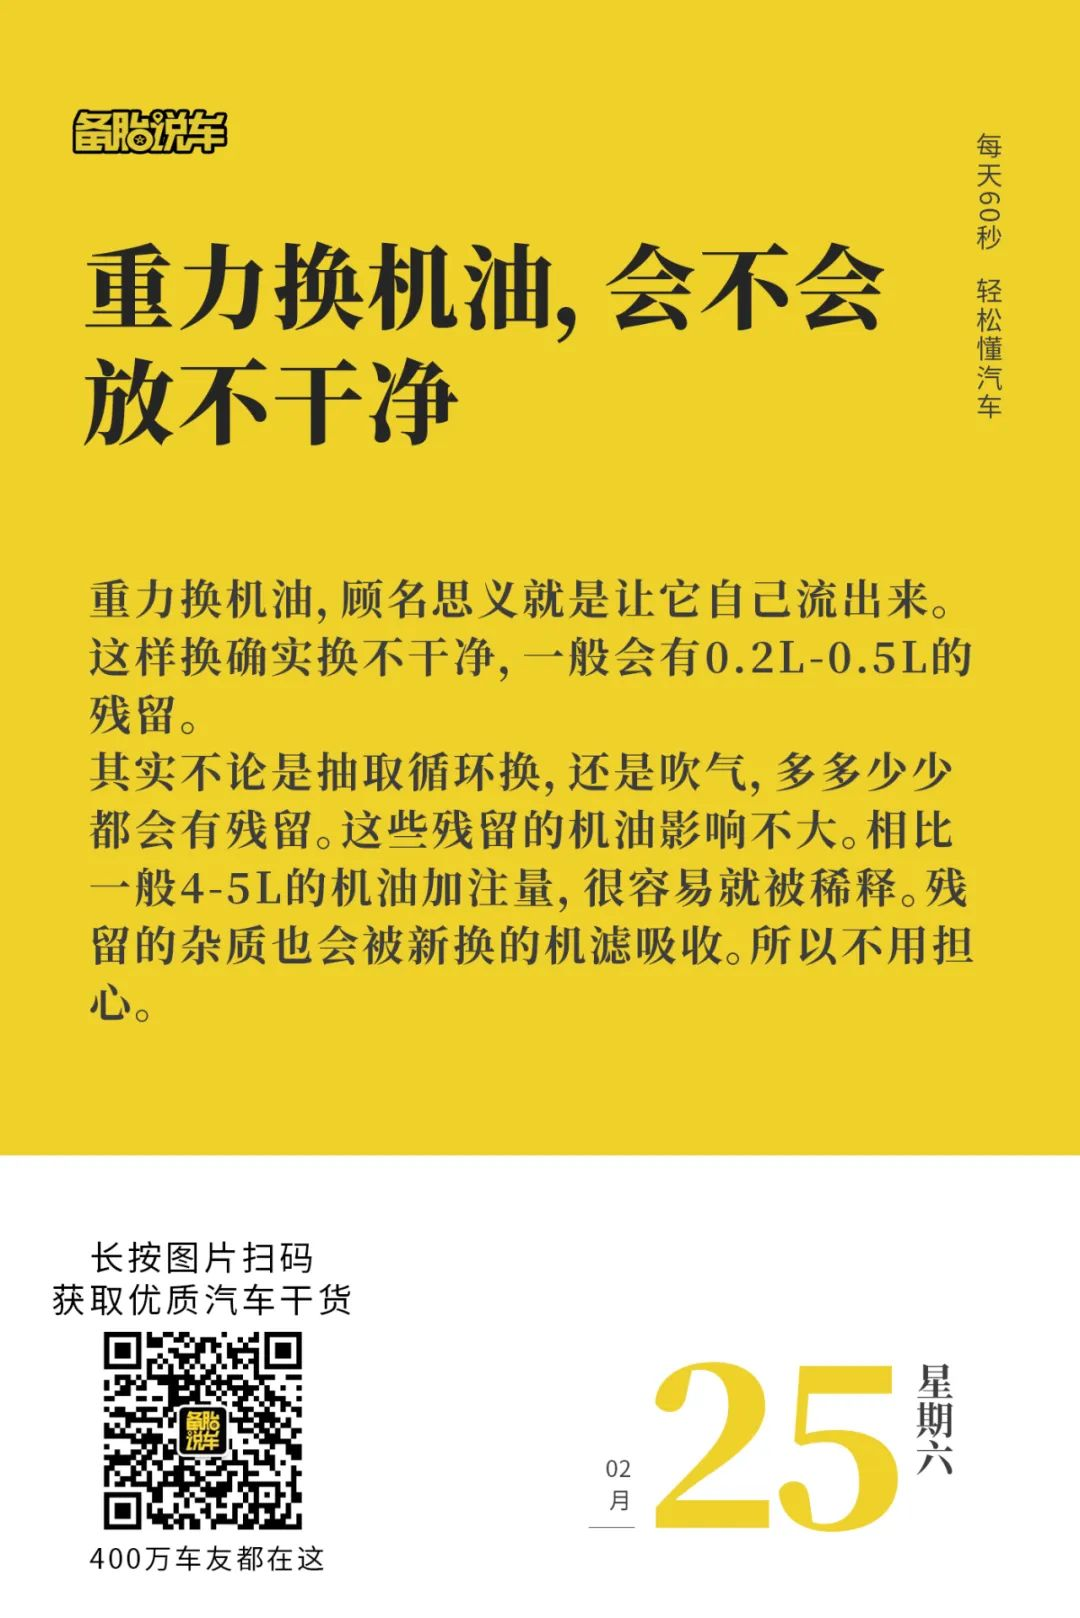 备胎说车
每天60秒 轻松懂汽车
重力换机油, 会不会
放不干净
重力换机油, 顾名思义就是让它自己流出来。
这样换确实换不干净, 一般会有0.2L-0.5L的
残留。
其实不论是抽取循环换, 还是吹气, 多多少少
都会有残留。这些残留的机油影响不大。相比
一般4-5L的机油加注量, 很容易就被稀释。残
留的杂质也会被新换的机滤吸收。所以不用担
心。
长按图片扫码
获取优质汽车干货
备胎
说车
400万车友都在这
02
月
25
星期六